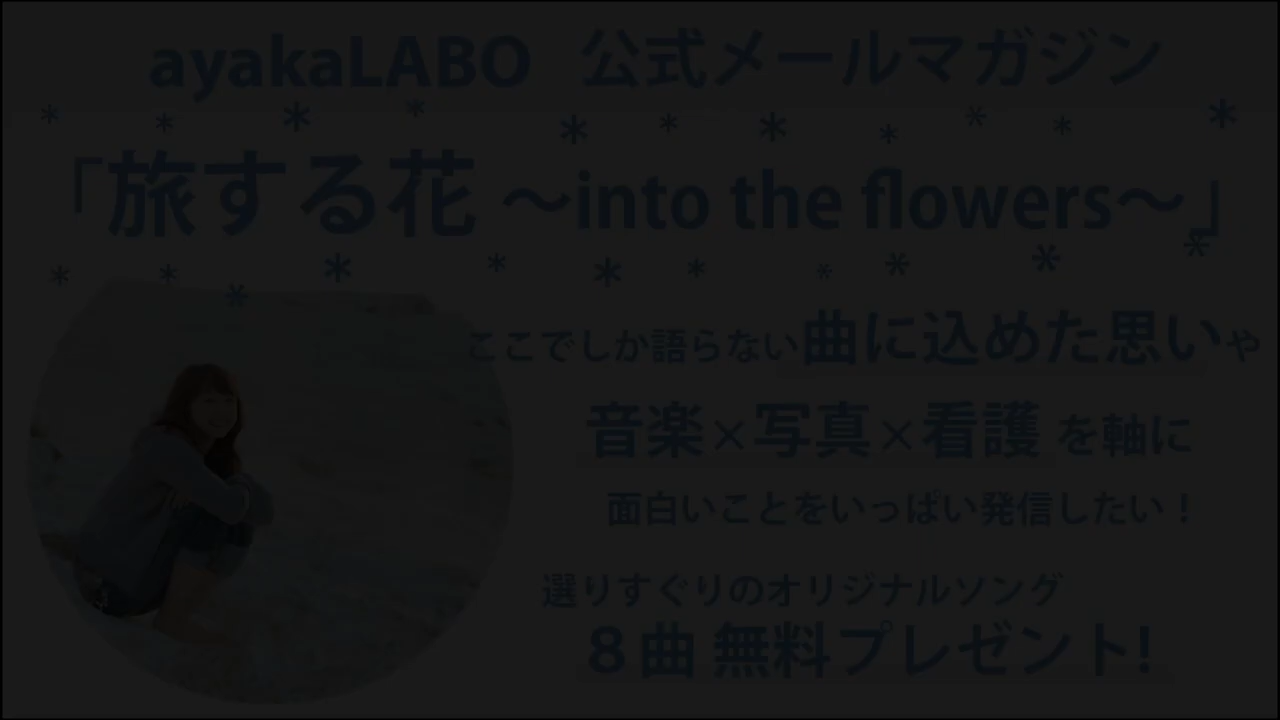 ayakaLABO 公式メールマガジン
「旅する花 〜into the flowers〜」
ここでしか語らない曲に込めた思いや
音楽×写真×看護 を軸に
面白いことをいっぱい発信したい！
選りすぐりのオリジナルソング
８曲 無料プレゼント!